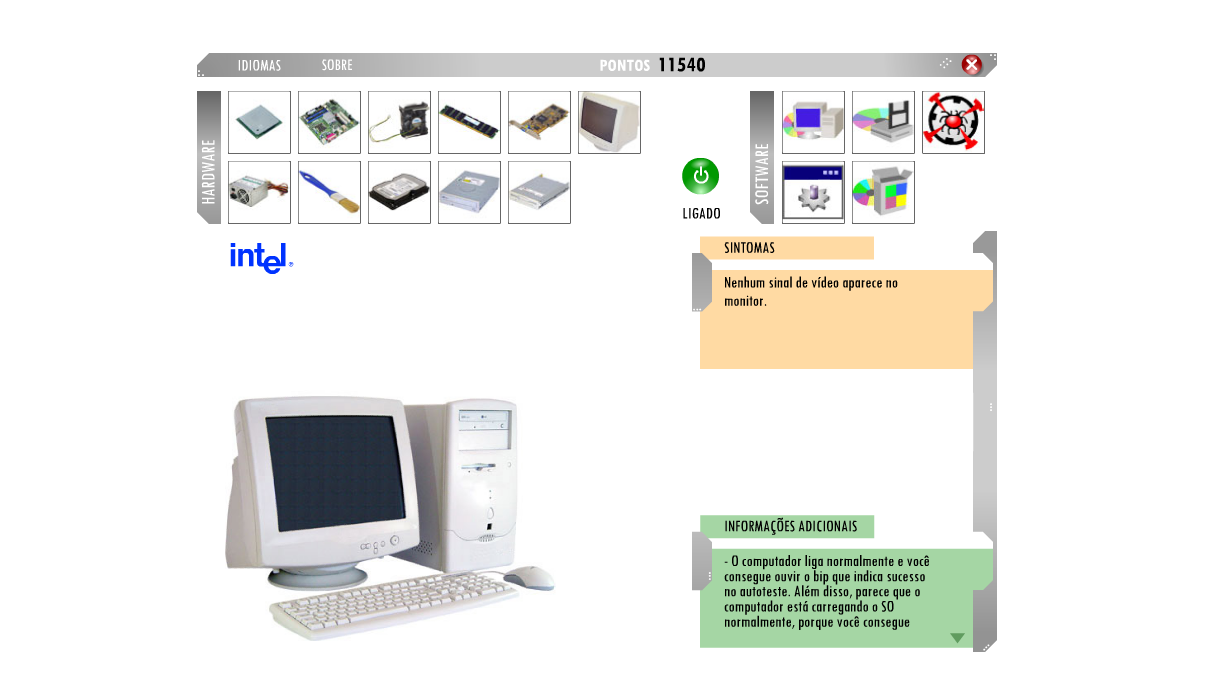 IDIOMAS SOBRE PONTOS 11540
HARDWARE
SOFTWARE
LIGADO
intel®
SINTOMAS
Nenhum sinal de vídeo aparece no
monitor.
INFORMAÇÕES ADICIONAIS
- O computador liga normalmente e você
consegue ouvir o bip que indica sucesso
no autoteste. Além disso, parece que o
computador está carregando o SO
normalmente, porque você consegue